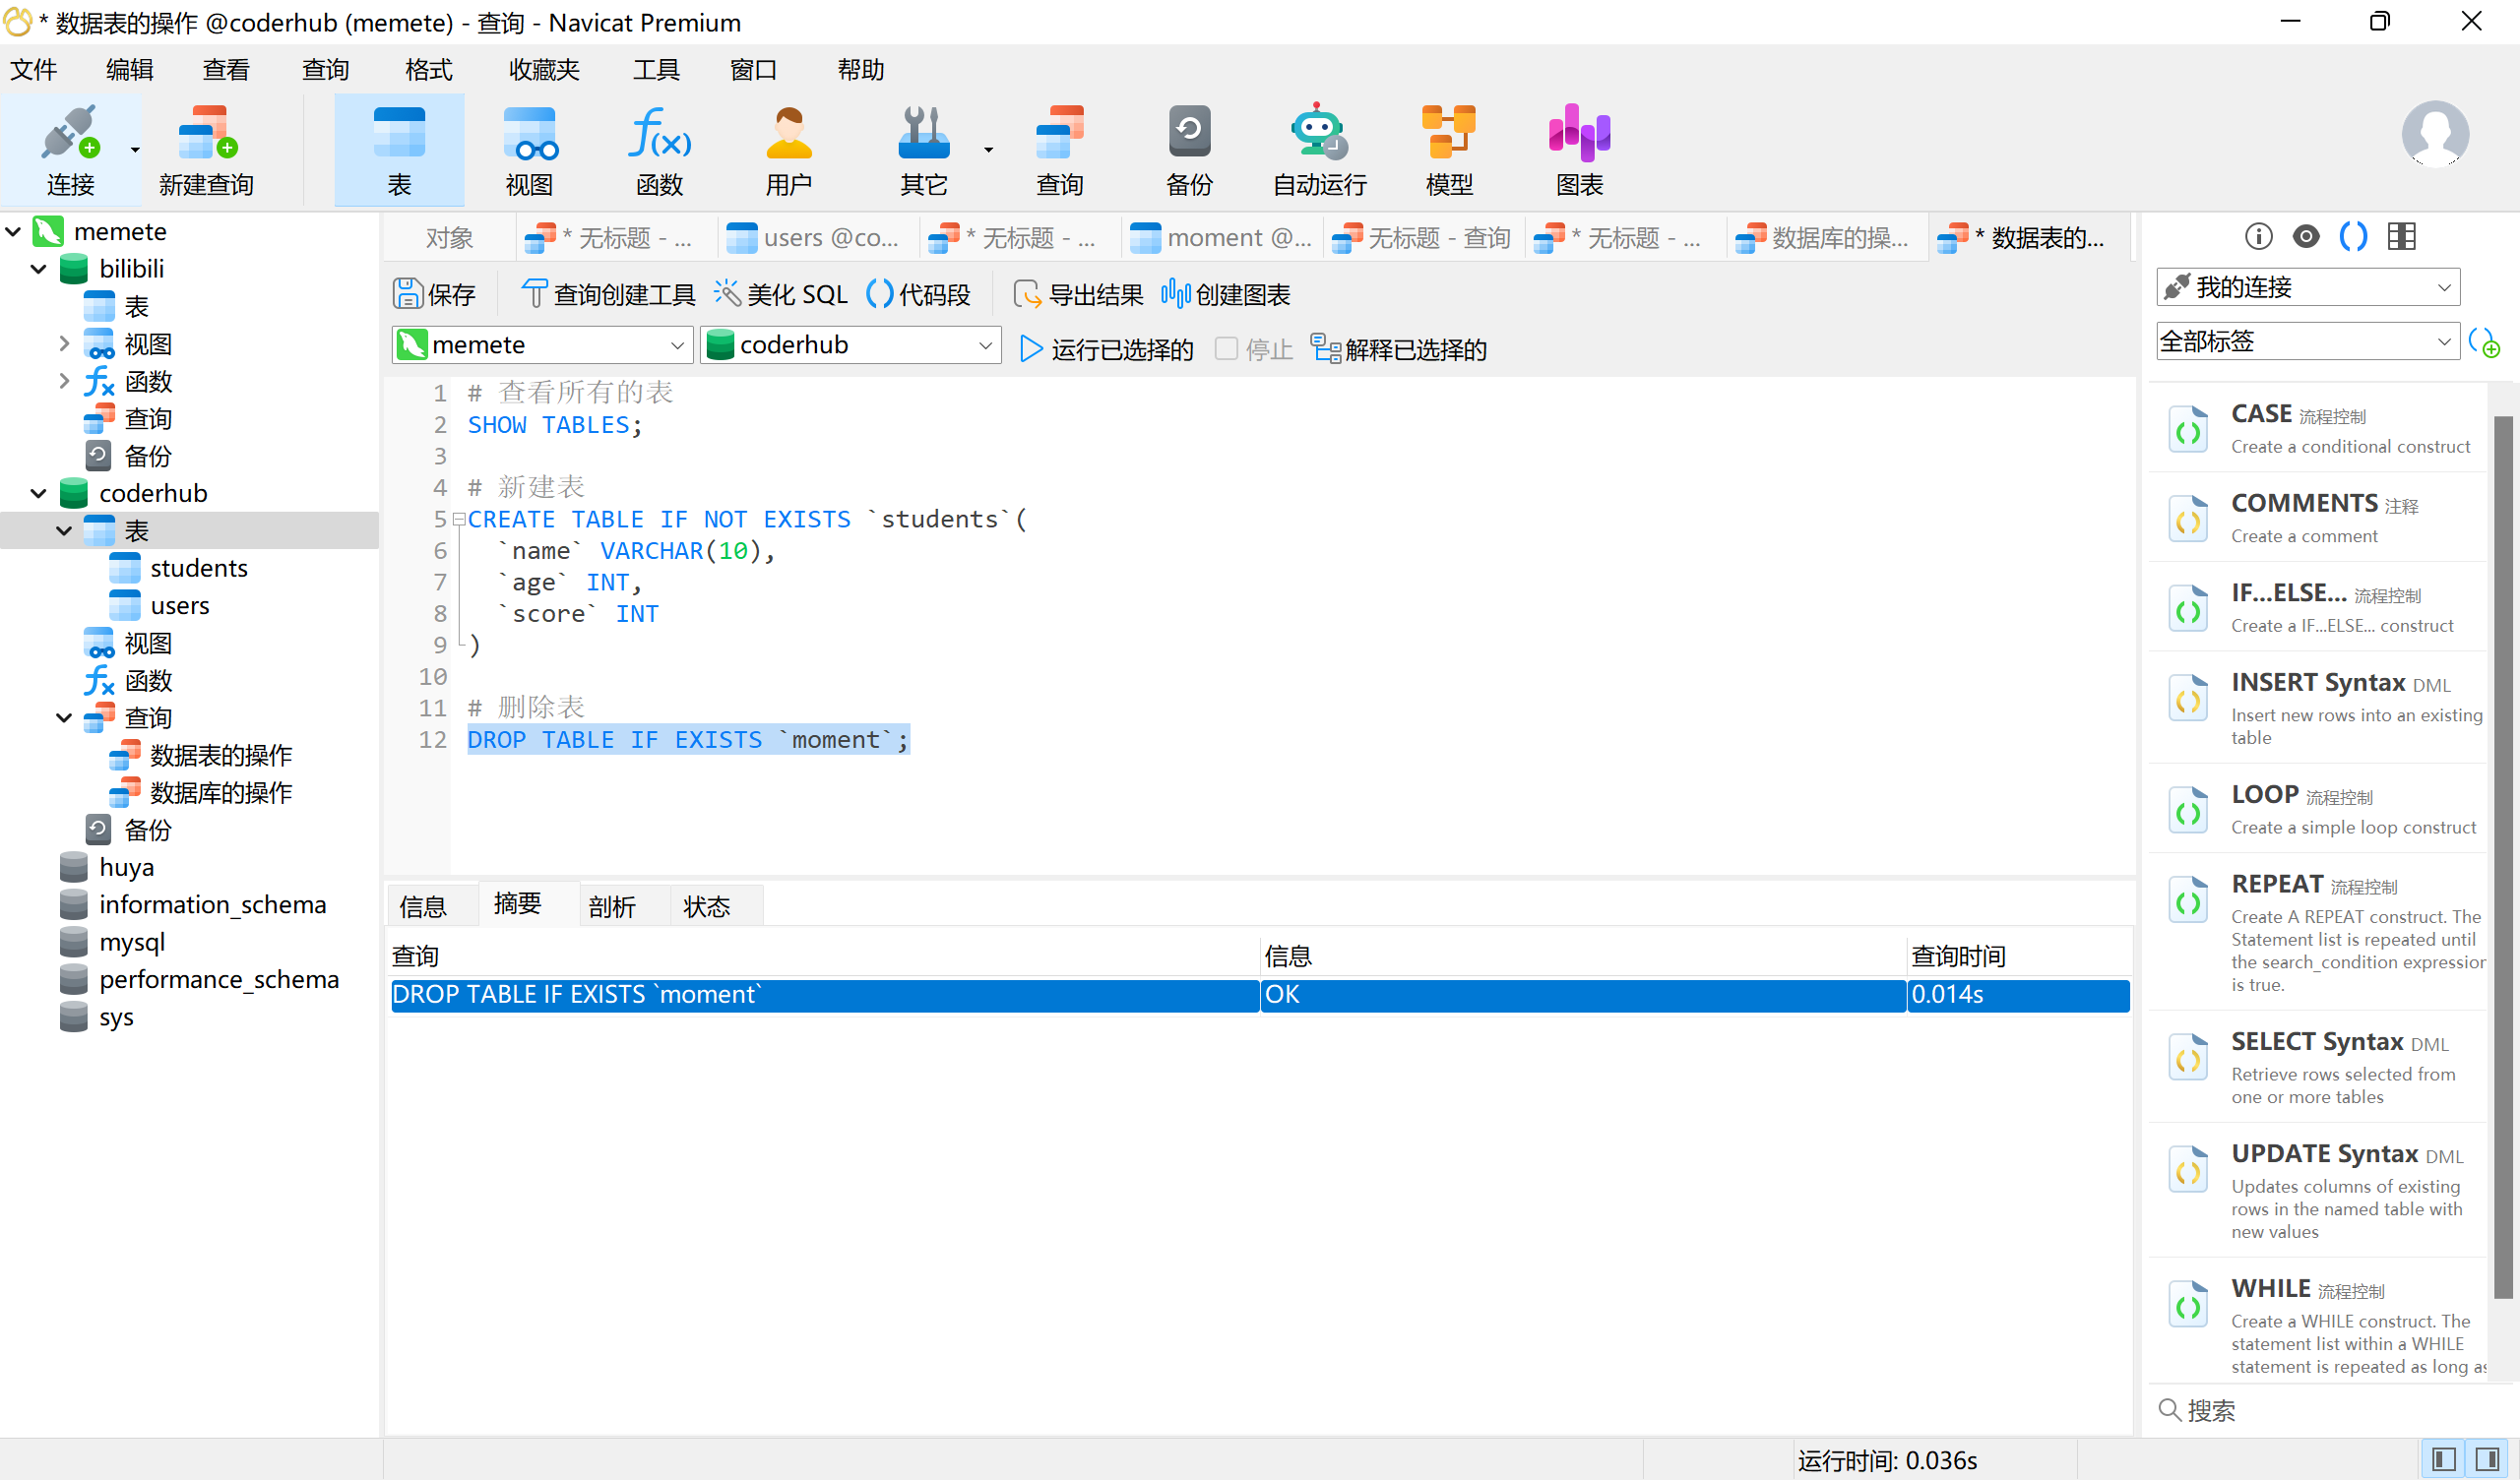 * 数据表的操作 @coderhub (memete) - 查询 - Navicat Premium
文件 编辑 查看 查询 格式 收藏夹 工具 窗口 帮助
连接 新建查询 表 视图 函数 用户 其它 查询 备份 自动运行 模型 图表
memete
bilibili
表
视图
函数
查询
备份
coderhub
表
students
users
视图
函数
查询
数据表的操作
数据库的操作
备份
huya
information_schema
mysql
performance_schema
sys
对象 * 无标题 - ... users @co... * 无标题 - ... moment @... 无标题 - 查询 * 无标题 - ... 数据库的操... * 数据表的...
保存 查询创建工具 美化 SQL 代码段 导出结果 创建图表
memete coderhub 运行已选择的 停止 解释已选择的
1 # 查看所有的表
2 SHOW TABLES;
3
4 # 新建表
5 CREATE TABLE IF NOT EXISTS `students`(
6 `name` VARCHAR(10),
7 `age` INT,
8 `score` INT
9 )
10
11 # 删除表
12 DROP TABLE IF EXISTS `moment`;
信息 摘要 剖析 状态
查询 信息 查询时间
DROP TABLE IF EXISTS `moment` OK 0.014s
我的连接
全部标签
CASE 流程控制
Create a conditional construct
COMMENTS 注释
Create a comment
IF...ELSE... 流程控制
Create a IF...ELSE... construct
INSERT Syntax DML
Insert new rows into an existing
table
LOOP 流程控制
Create a simple loop construct
REPEAT 流程控制
Create A REPEAT construct. The
Statement list is repeated until
the search_condition expression
is true.
SELECT Syntax DML
Retrieve rows selected from
one or more tables
UPDATE Syntax DML
Updates columns of existing
rows in the named table with
new values
WHILE 流程控制
Create a WHILE construct. The
statement list within a WHILE
statement is repeated as long as
搜索
运行时间: 0.036s